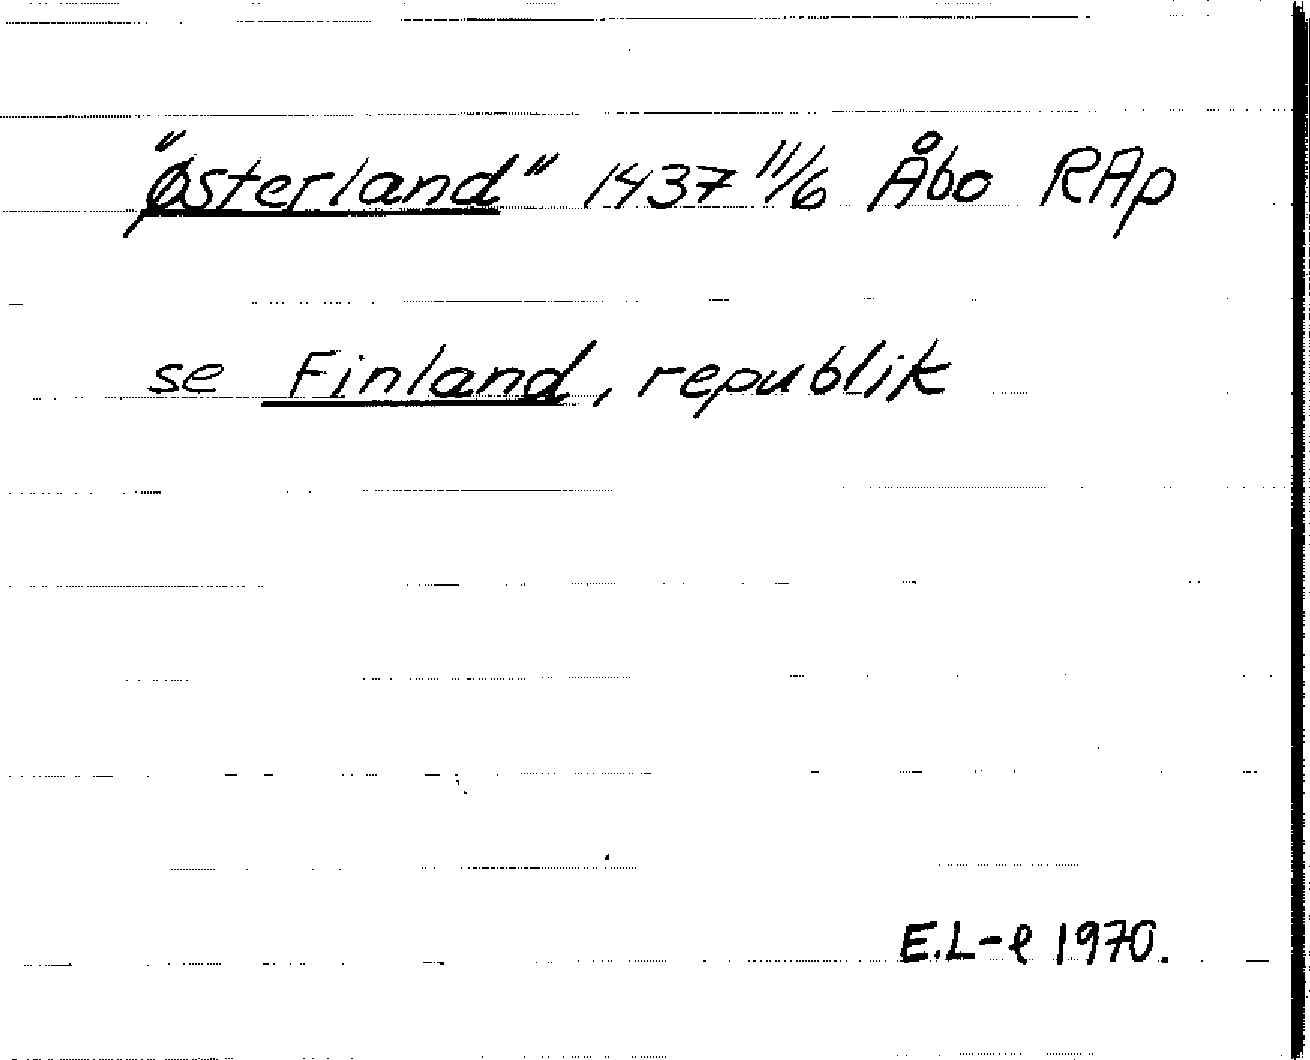 "Østerland" 1437 11/6 Åbo RAp
se Finland, republik
E.L-l 1970.